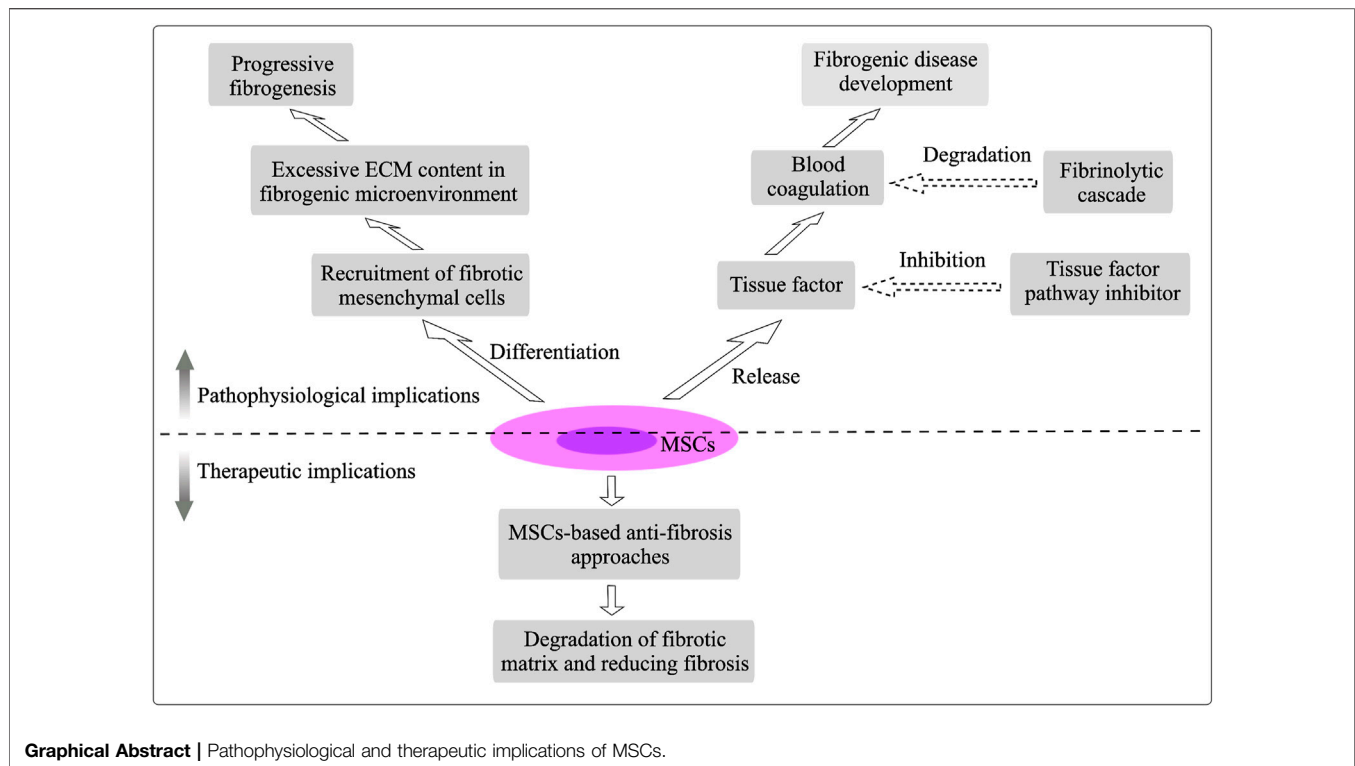 Progressive
fibrogenesis
Fibrogenic disease
development
Excessive ECM content in
fibrogenic microenvironment
Blood
coagulation
Degradation
Fibrinolytic
cascade
Recruitment of fibrotic
mesenchymal cells
Tissue factor
Inhibition
Tissue factor
pathway inhibitor
Differentiation
Release
Pathophysiological implications
MSCs
Therapeutic implications
MSCs-based anti-fibrosis
approaches
Degradation of fibrotic
matrix and reducing fibrosis
Graphical Abstract | Pathophysiological and therapeutic implications of MSCs.